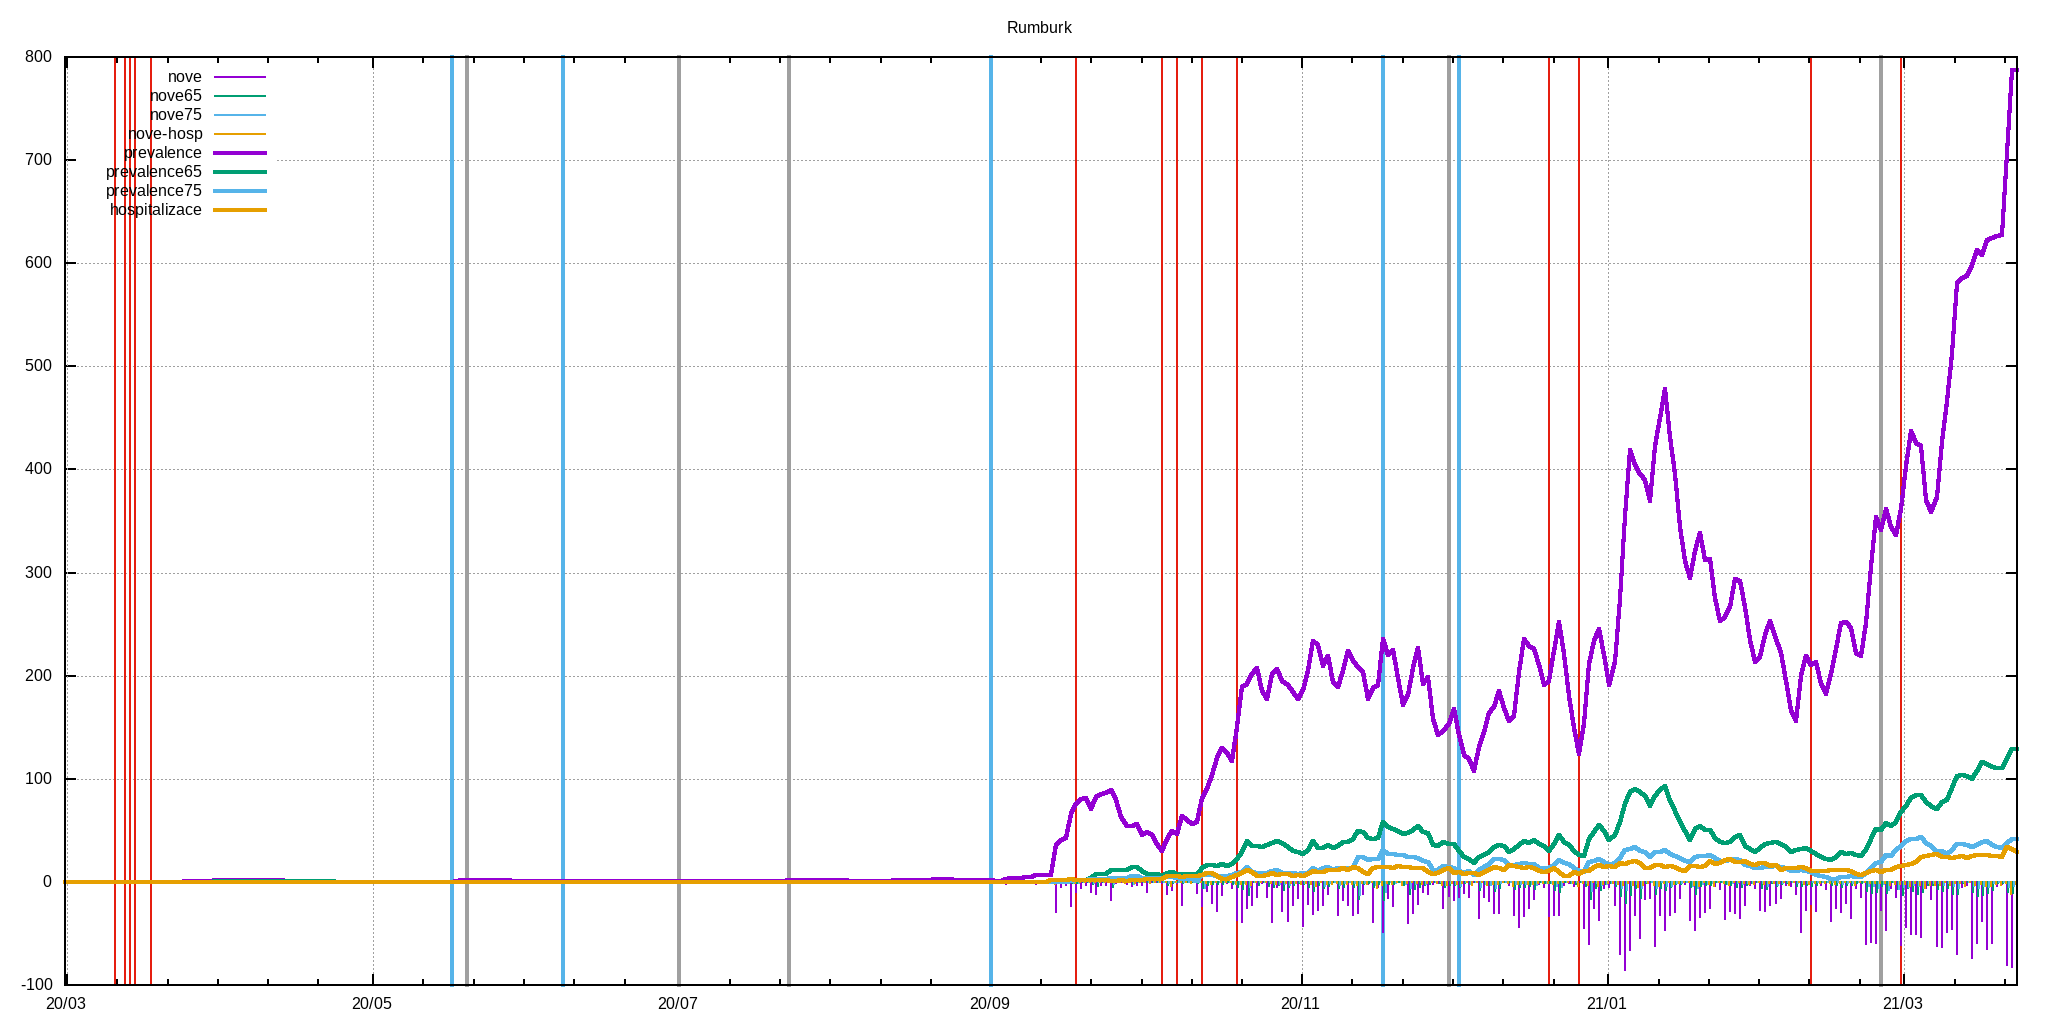 Rumburk
800
700
600
500
400
300
200
100
0
-100
nove
nove65
nove75
nove-hosp
prevalence
prevalence65
prevalence75
hospitalizace
20/03 20/05 20/07 20/09 20/11 21/01 21/03